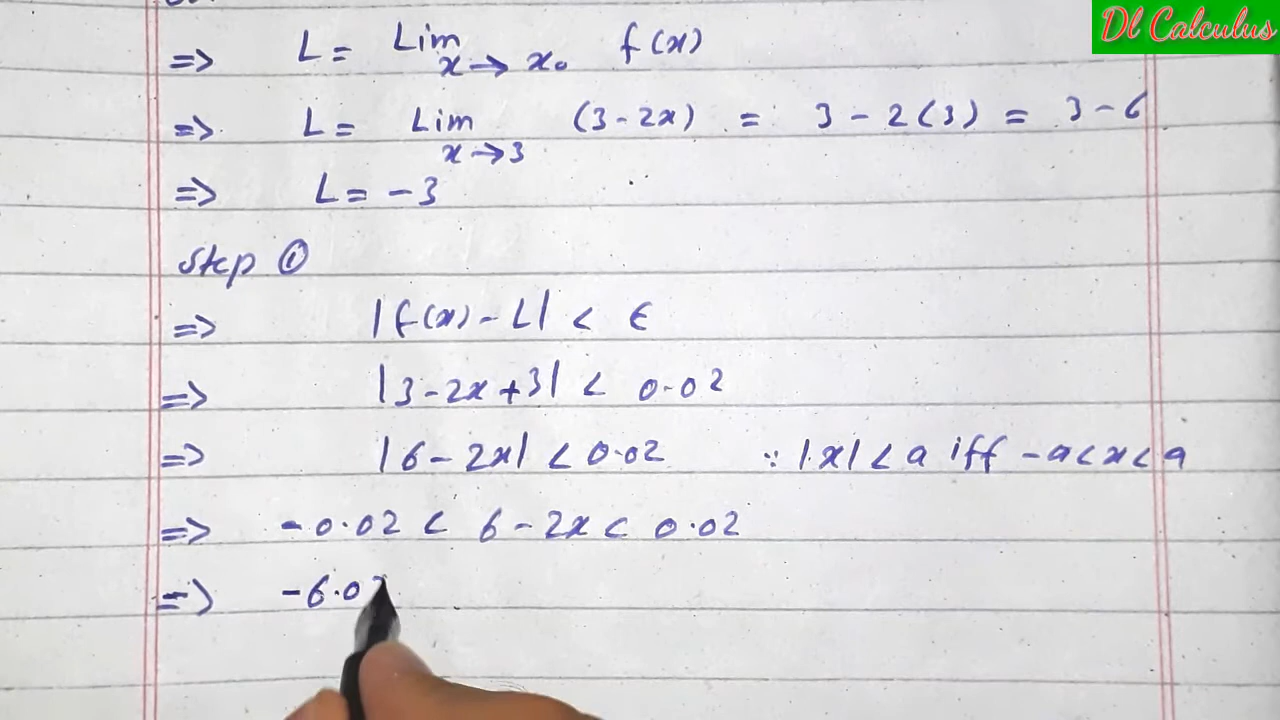 Dl Calculus
=> L = Lim x→x₀ f(x)
=> L = Lim x→3 (3-2x) = 3-2(3) = 3-6
=> L = -3
Step ①
=> |f(x) - L| < ϵ
=> |3-2x+3| < 0.02
=> |6-2x| < 0.02 ∵ |x| < a iff -a<x<a
=> -0.02 < 6-2x < 0.02
=> -6.0